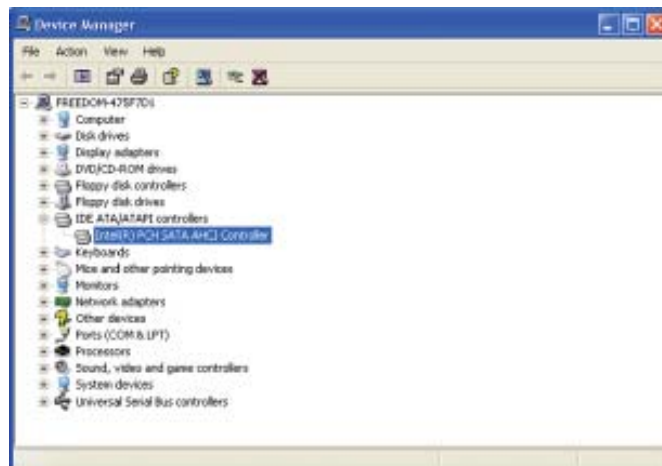 Device Manager
File Action View Help
FREEDOM-475F7D1
Computer
Disk drives
Display adapters
DVD/CD-ROM drives
Floppy disk controllers
Floppy disk drives
IDE ATA/ATAPI controllers
Intel(R) PCH SATA AHCI Controller
Keyboards
Mice and other pointing devices
Monitors
Network adapters
Other devices
Ports (COM & LPT)
Processors
Sound, video and game controllers
System devices
Universal Serial Bus controllers